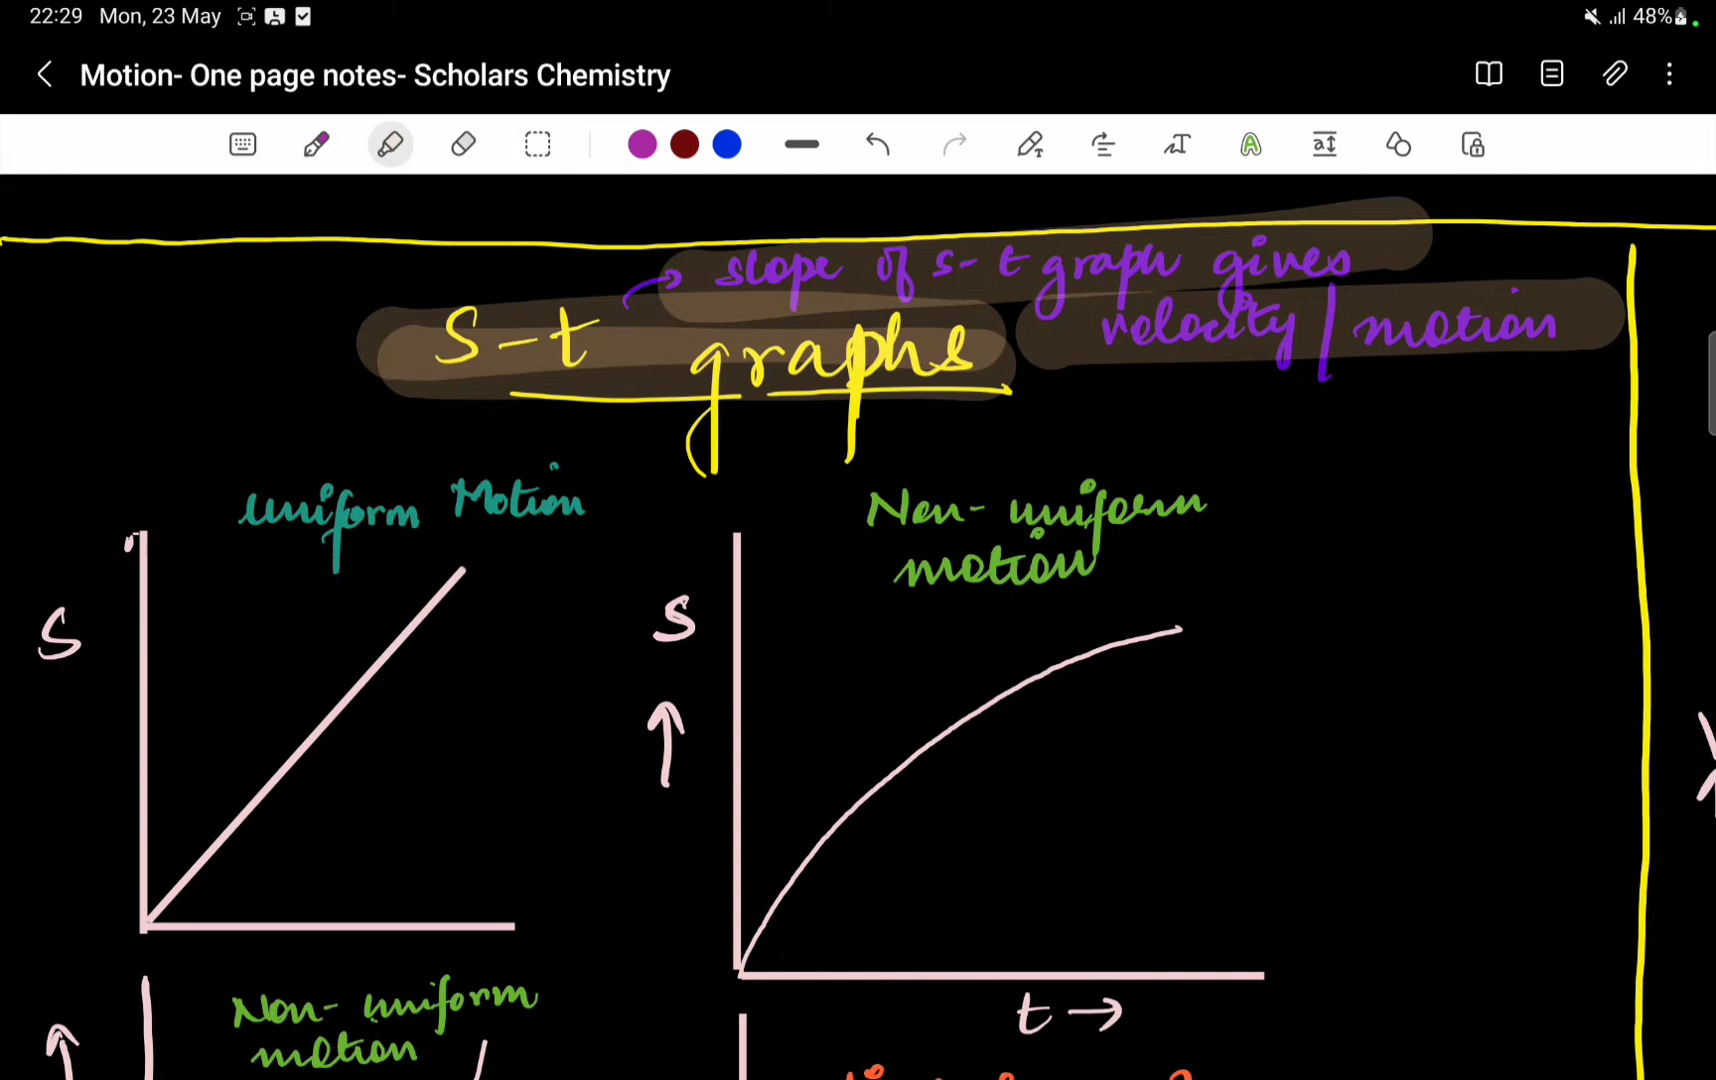 22:29 Mon, 23 May 48%
Motion- One page notes- Scholars Chemistry
slope of s-t graph gives
velocity / motion
S-t graphs
Uniform Motion
Non-uniform
motion
S
S
t →
Non-uniform
motion